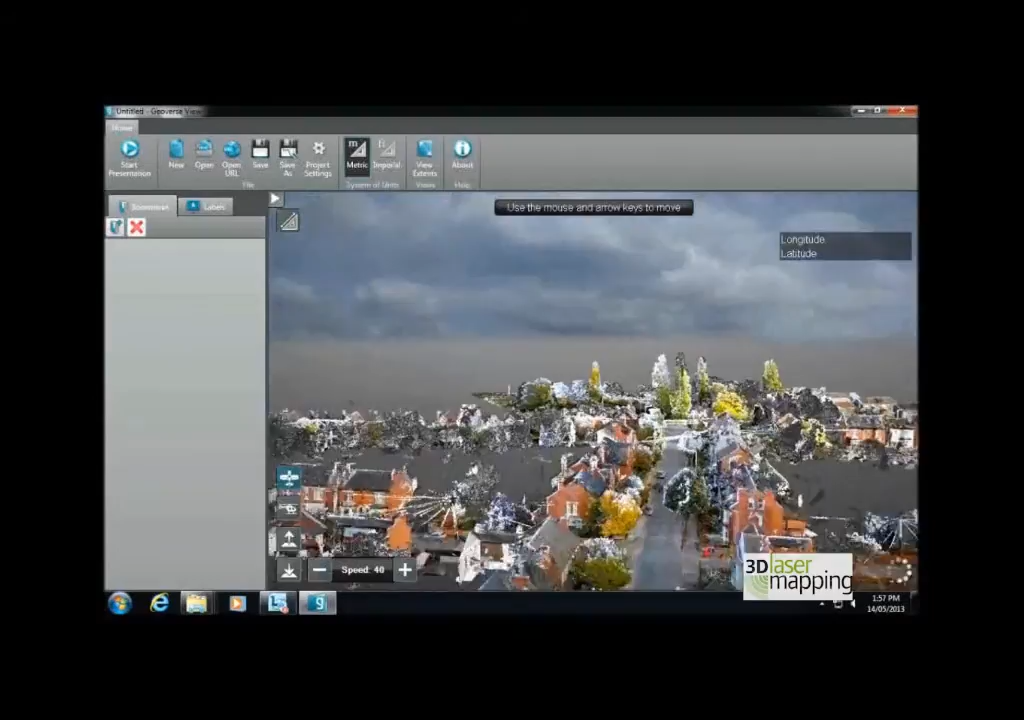 Untitled - Geoverse View
Home
Start Presentation
New
Open
Open URL
Save
Save As
Project Settings
Metric
Imperial
View Extents
About
File
System of Units
Views
Help
Labels
Use the mouse and arrow keys to move
Longitude
Latitude
Speed: 40
3D laser
mapping
1:57 PM
14/05/2013